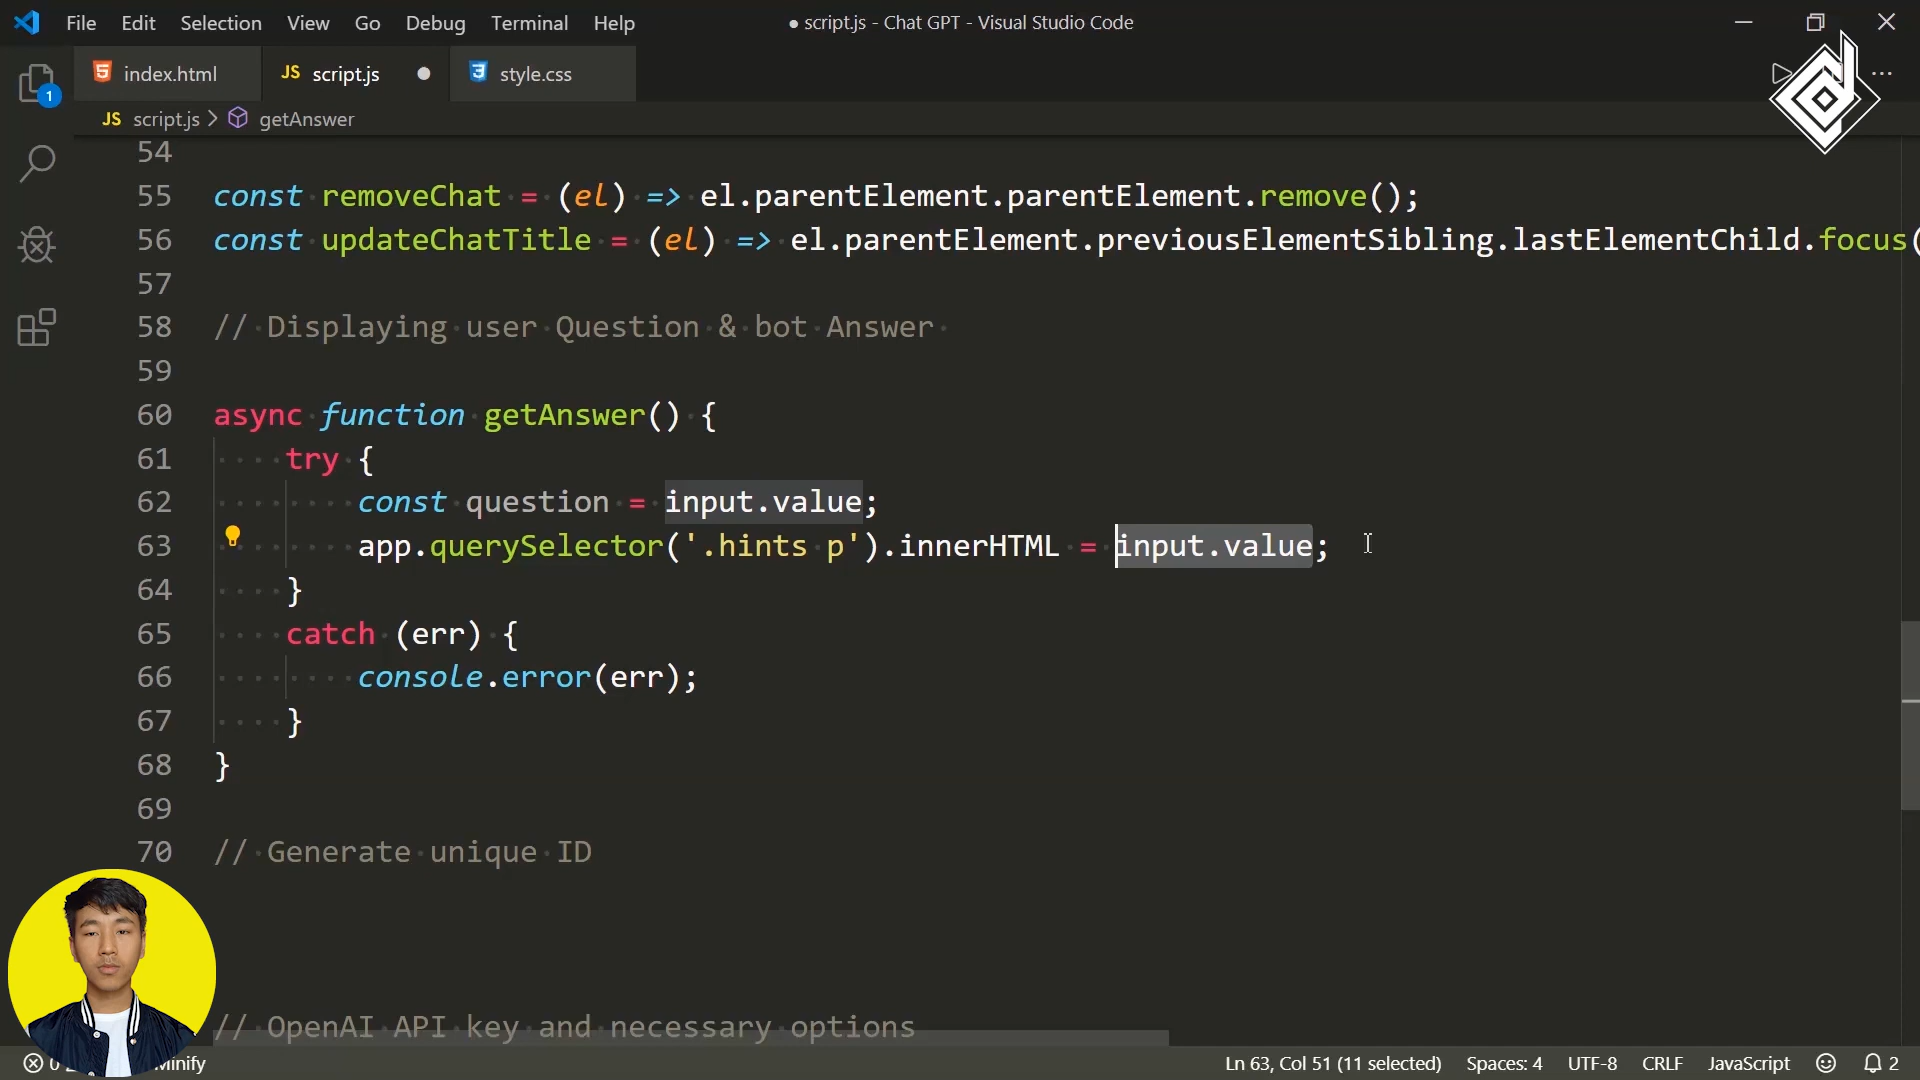 File Edit Selection View Go Debug Terminal Help ● script.js - Chat GPT - Visual Studio Code
index.html JS script.js style.css
1
JS script.js > getAnswer
54
55 const removeChat = (el) => el.parentElement.parentElement.remove();
56 const updateChatTitle = (el) => el.parentElement.previousElementSibling.lastElementChild.focus(
57
58 // Displaying user Question & bot Answer
59
60 async function getAnswer() {
61 try {
62 const question = input.value;
63 app.querySelector('.hints p').innerHTML = input.value;
64 }
65 catch (err) {
66 console.error(err);
67 }
68 }
69
70 // Generate unique ID
// OpenAI API key and necessary options
0 Ln 63, Col 51 (11 selected) Spaces: 4 UTF-8 CRLF JavaScript 2